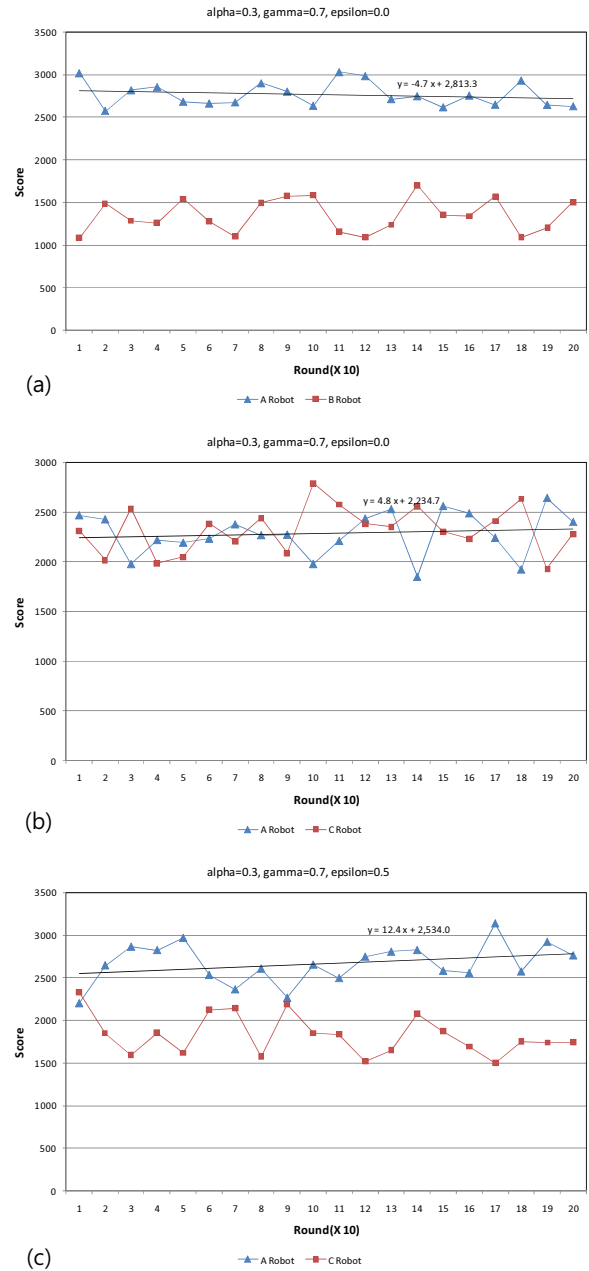 alpha=0.3, gamma=0.7, epsilon=0.0
3500
3000
2500
2000
1500
1000
500
0
Score
y = -4.7 x + 2,813.3
1 2 3 4 5 6 7 8 9 10 11 12 13 14 15 16 17 18 19 20
Round(X 10)
(a)
A Robot B Robot
alpha=0.3, gamma=0.7, epsilon=0.0
3000
2500
2000
1500
1000
500
0
Score
y = 4.8 x + 2,234.7
1 2 3 4 5 6 7 8 9 10 11 12 13 14 15 16 17 18 19 20
Round(X 10)
(b)
A Robot C Robot
alpha=0.3, gamma=0.7, epsilon=0.5
3500
3000
2500
2000
1500
1000
500
0
Score
y = 12.4 x + 2,534.0
1 2 3 4 5 6 7 8 9 10 11 12 13 14 15 16 17 18 19 20
Round(X 10)
(c)
A Robot C Robot